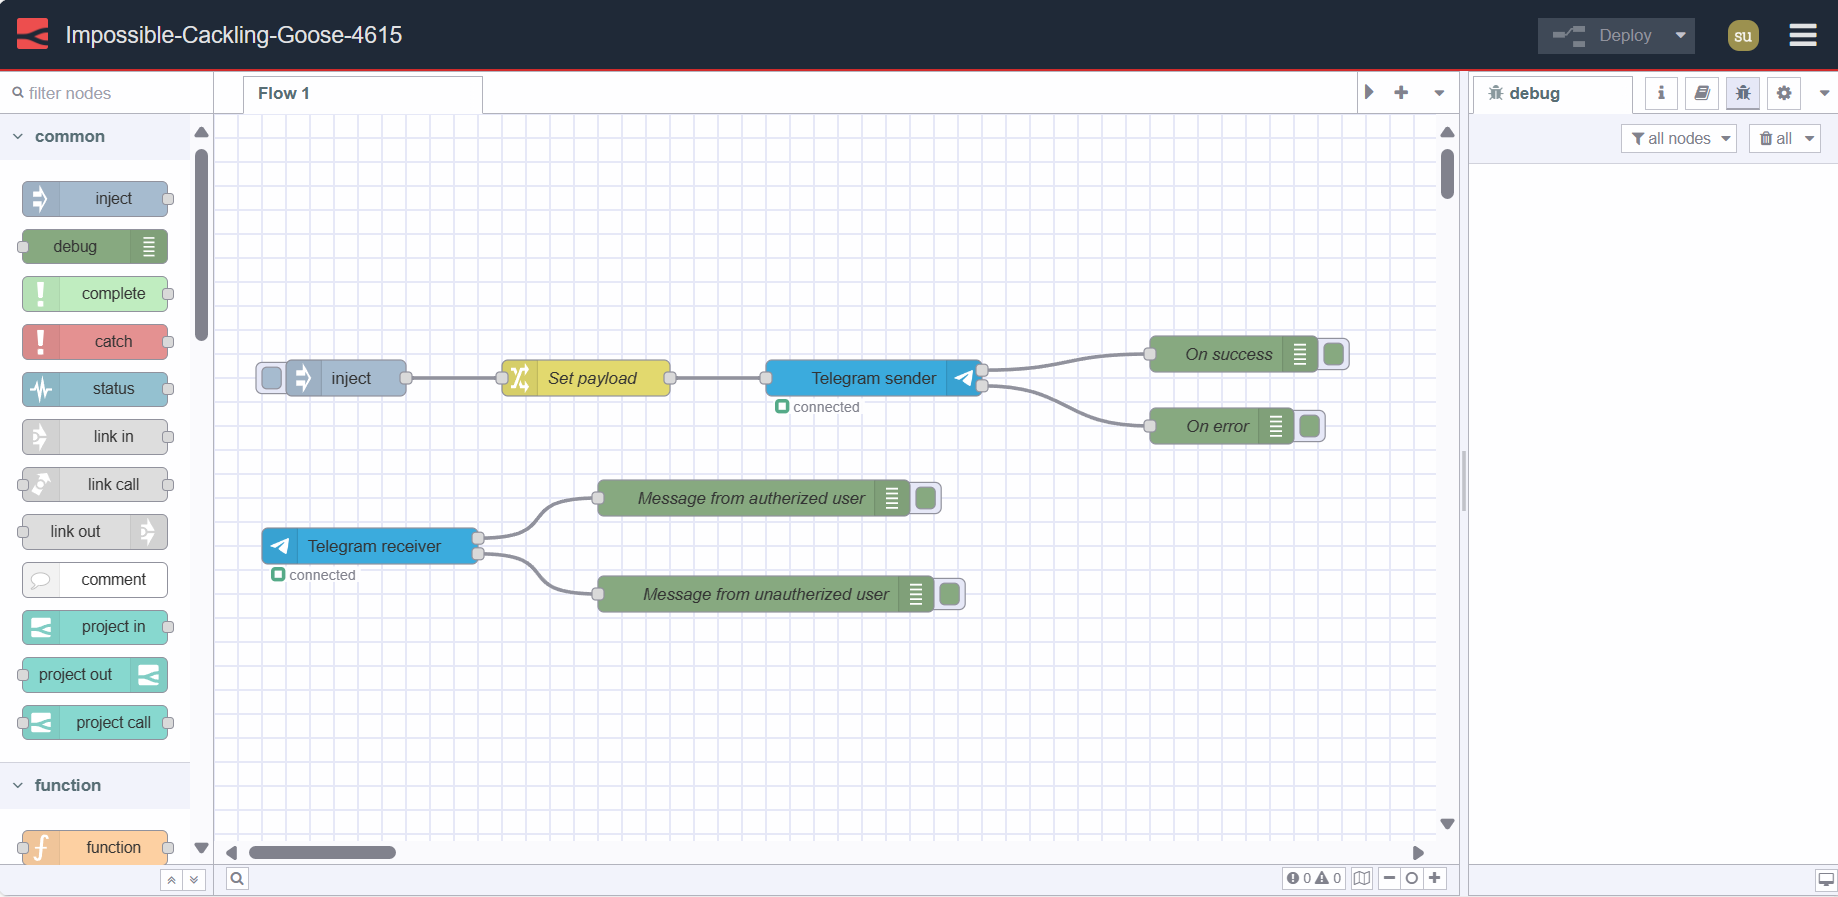 Impossible-Cackling-Goose-4615
Deploy
su
filter nodes
Flow 1
debug
all nodes
all
common
inject
debug
complete
catch
status
link in
link call
link out
comment
project in
project out
project call
function
function
inject
Set payload
Telegram sender
connected
On success
On error
Telegram receiver
connected
Message from autherized user
Message from unautherized user
0 0